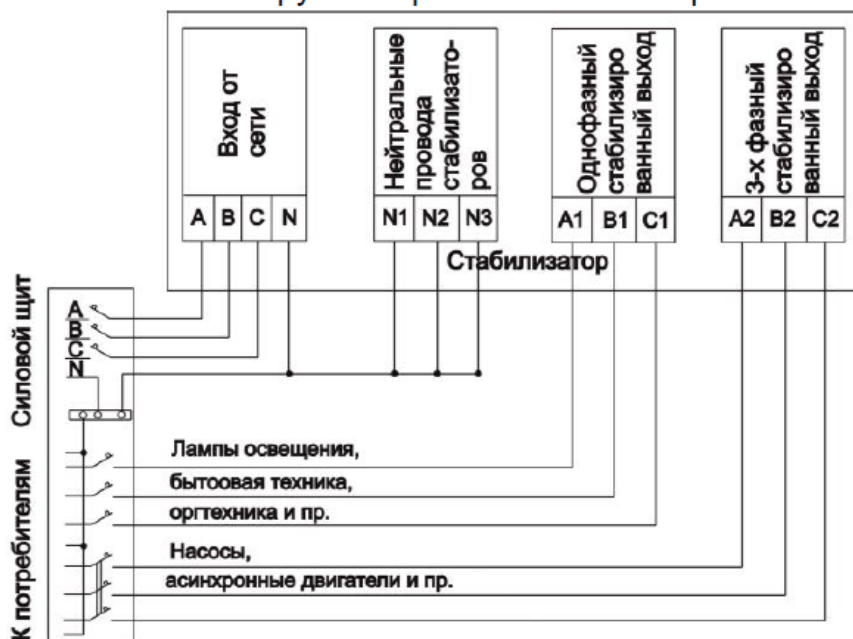 Вход от
сети
A B C N
Нейтральные
провода
стабилизато-
ров
N1 N2 N3
Однофазный
стабилизиро
ванный выход
A1 B1 C1
3-х фазный
стабилизиро
ванный выход
A2 B2 C2
Стабилизатор
Силовой щит
A
B
C
N
К потребителям
Лампы освещения,
бытоовая техника,
оргтехника и пр.
Насосы,
асинхронные двигатели и пр.